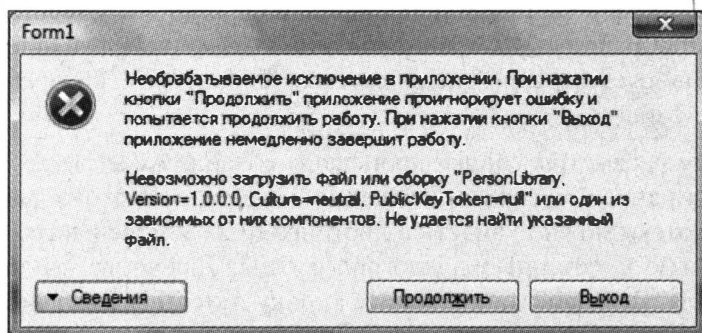 Form1
Необрабатываемое исключение в приложении. При нажатии
кнопки "Продолжить" приложение проигнорирует ошибку и
попытается продолжить работу. При нажатии кнопки "Выход"
приложение немедленно завершит работу.
Невозможно загрузить файл или сборку "PersonLibrary,
Version=1.0.0.0, Culture=neutral, PublicKeyToken=null" или один из
зависимых от них компонентов. Не удается найти указанный
файл.
Сведения
Продолжить
Выход